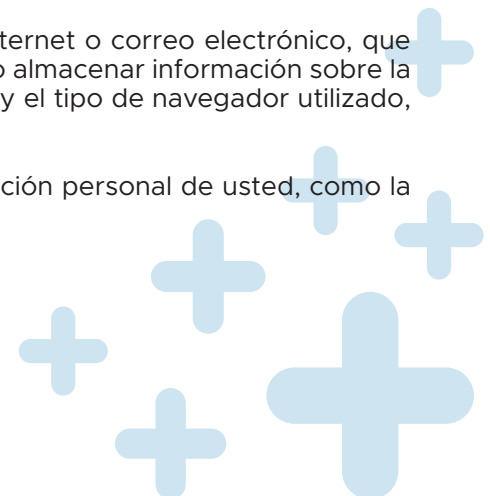 ternet o correo electrónico, que
almacenar información sobre la
y el tipo de navegador utilizado,
ción personal de usted, como la